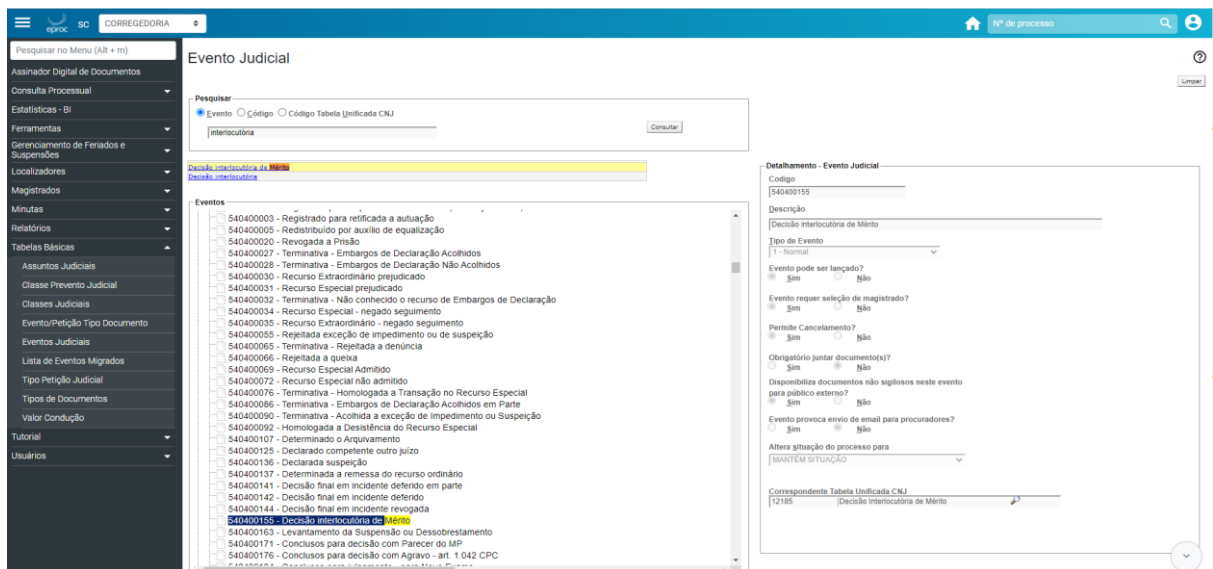 eproc SC CORREGEDORIA Nº de processo
Pesquisar no Menu (Alt + m)
Assinador Digital de Documentos
Consulta Processual
Estatísticas - BI
Ferramentas
Gerenciamento de Feriados e
Suspensões
Localizadores
Magistrados
Minutas
Relatórios
Tabelas Básicas
Assuntos Judiciais
Classe Prevento Judicial
Classes Judiciais
Evento/Petição Tipo Documento
Eventos Judiciais
Lista de Eventos Migrados
Tipo Petição Judicial
Tipos de Documentos
Valor Condução
Tutorial
Usuários
Evento Judicial
Limpar
Pesquisar
Evento Código Código Tabela Unificada CNJ
interlocutória
Consultar
Decisão interlocutória de Mérito
Decisão interlocutória
Eventos
540400003 - Registrado para retificada a autuação
540400005 - Redistribuído por auxílio de equalização
540400020 - Revogada a Prisão
540400027 - Terminativa - Embargos de Declaração Acolhidos
540400028 - Terminativa - Embargos de Declaração Não Acolhidos
540400030 - Recurso Extraordinário prejudicado
540400031 - Recurso Especial prejudicado
540400032 - Terminativa - Não conhecido o recurso de Embargos de Declaração
540400034 - Recurso Especial - negado seguimento
540400035 - Recurso Extraordinário - negado seguimento
540400055 - Rejeitada exceção de impedimento ou de suspeição
540400065 - Terminativa - Rejeitada a denúncia
540400066 - Rejeitada a queixa
540400069 - Recurso Especial Admitido
540400072 - Recurso Especial não admitido
540400076 - Terminativa - Homologada a Transação no Recurso Especial
540400086 - Terminativa - Embargos de Declaração Acolhidos em Parte
540400090 - Terminativa - Acolhida a exceção de Impedimento ou Suspeição
540400092 - Homologada a Desistência do Recurso Especial
540400107 - Determinado o Arquivamento
540400125 - Declarado competente outro juízo
540400136 - Declarada suspeição
540400137 - Determinada a remessa do recurso ordinário
540400141 - Decisão final em incidente deferido em parte
540400142 - Decisão final em incidente deferido
540400144 - Decisão final em incidente revogada
540400155 - Decisão interlocutória de Mérito
540400163 - Levantamento da Suspensão ou Dessobrestamento
540400171 - Conclusos para decisão com Parecer do MP
540400176 - Conclusos para decisão com Agravo - art. 1.042 CPC
Detalhamento - Evento Judicial
Codigo
540400155
Descrição
Decisão interlocutória de Mérito
Tipo de Evento
1 - Normal
Evento pode ser lançado?
Sim Não
Evento requer seleção de magistrado?
Sim Não
Permite Cancelamento?
Sim Não
Obrigatório juntar documento(s)?
Sim Não
Disponibiliza documentos não sigilosos neste evento
para público externo?
Sim Não
Evento provoca envio de email para procuradores?
Sim Não
Altera situação do processo para
MANTÉM SITUAÇÃO
Correspondente Tabela Unificada CNJ
12185 Decisão Interlocutória de Mérito